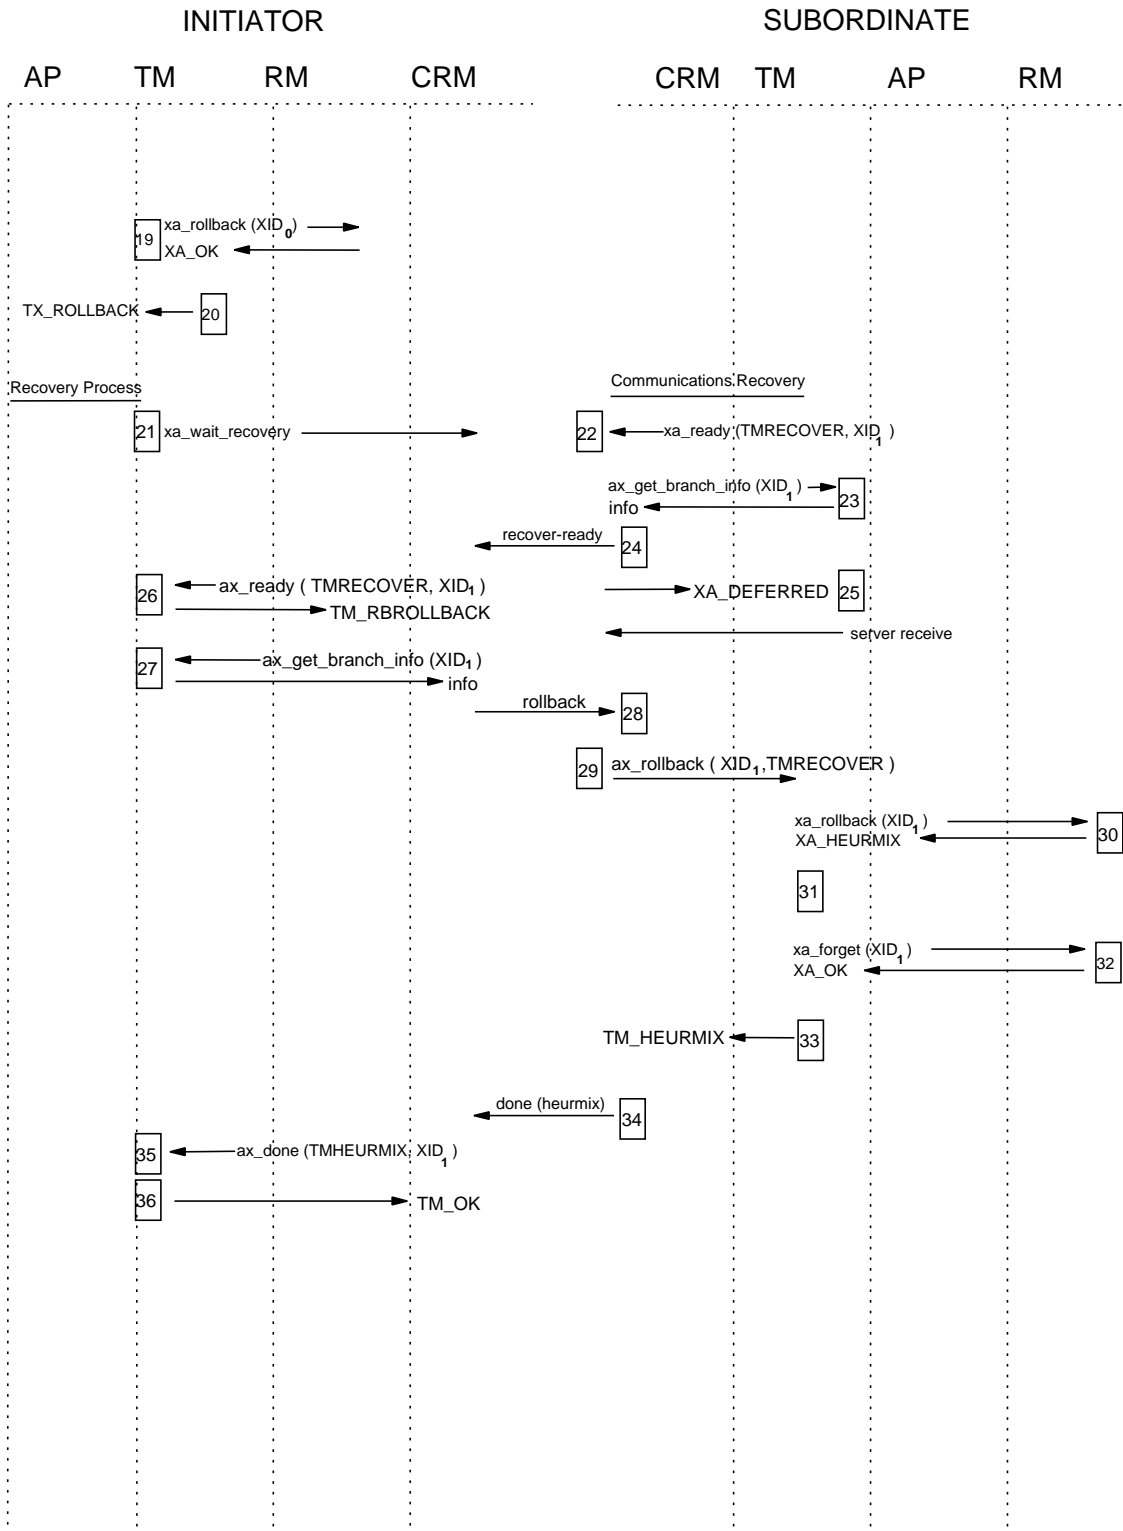 INITIATOR SUBORDINATE
AP TM RM CRM CRM TM AP RM
19 xa_rollback (XID0)
XA_OK
TX_ROLLBACK 20
Recovery Process Communications Recovery
21 xa_wait_recovery 22 xa_ready (TMRECOVER, XID1 )
ax_get_branch_info (XID1 ) 23
info
recover-ready 24
26 ax_ready ( TMRECOVER, XID1 ) XA_DEFERRED 25
TM_RBROLLBACK
server receive
27 ax_get_branch_info (XID1 )
info
rollback 28
29 ax_rollback ( XID1,TMRECOVER )
xa_rollback (XID1 ) 30
XA_HEURMIX
31
xa_forget (XID1 ) 32
XA_OK
TM_HEURMIX 33
done (heurmix) 34
35 ax_done (TMHEURMIX, XID1 )
36 TM_OK